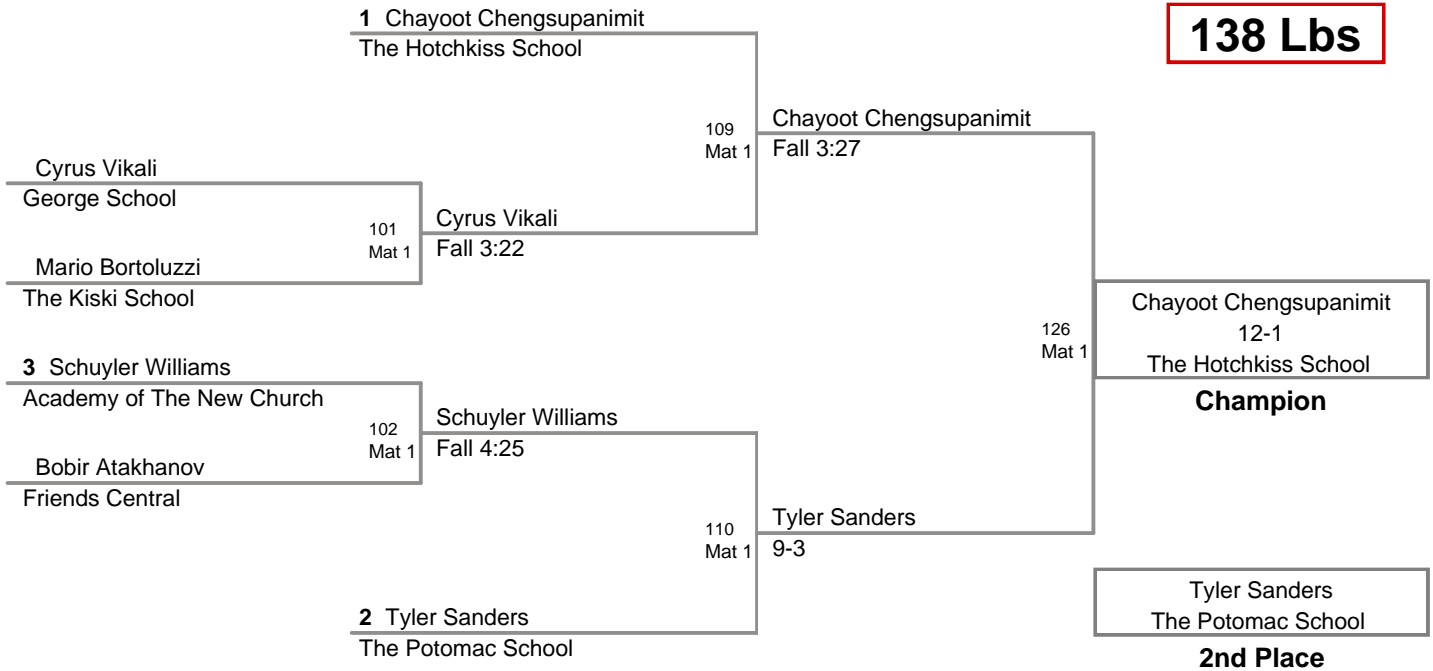 1 Chayoot Chengsupanimit
The Hotchkiss School
138 Lbs
109
Mat 1
Chayoot Chengsupanimit
Fall 3:27
Cyrus Vikali
George School
101
Mat 1
Cyrus Vikali
Fall 3:22
Mario Bortoluzzi
The Kiski School
126
Mat 1
Chayoot Chengsupanimit
12-1
The Hotchkiss School
Champion
3 Schuyler Williams
Academy of The New Church
102
Mat 1
Schuyler Williams
Fall 4:25
Bobir Atakhanov
Friends Central
110
Mat 1
Tyler Sanders
9-3
2 Tyler Sanders
The Potomac School
Tyler Sanders
The Potomac School
2nd Place